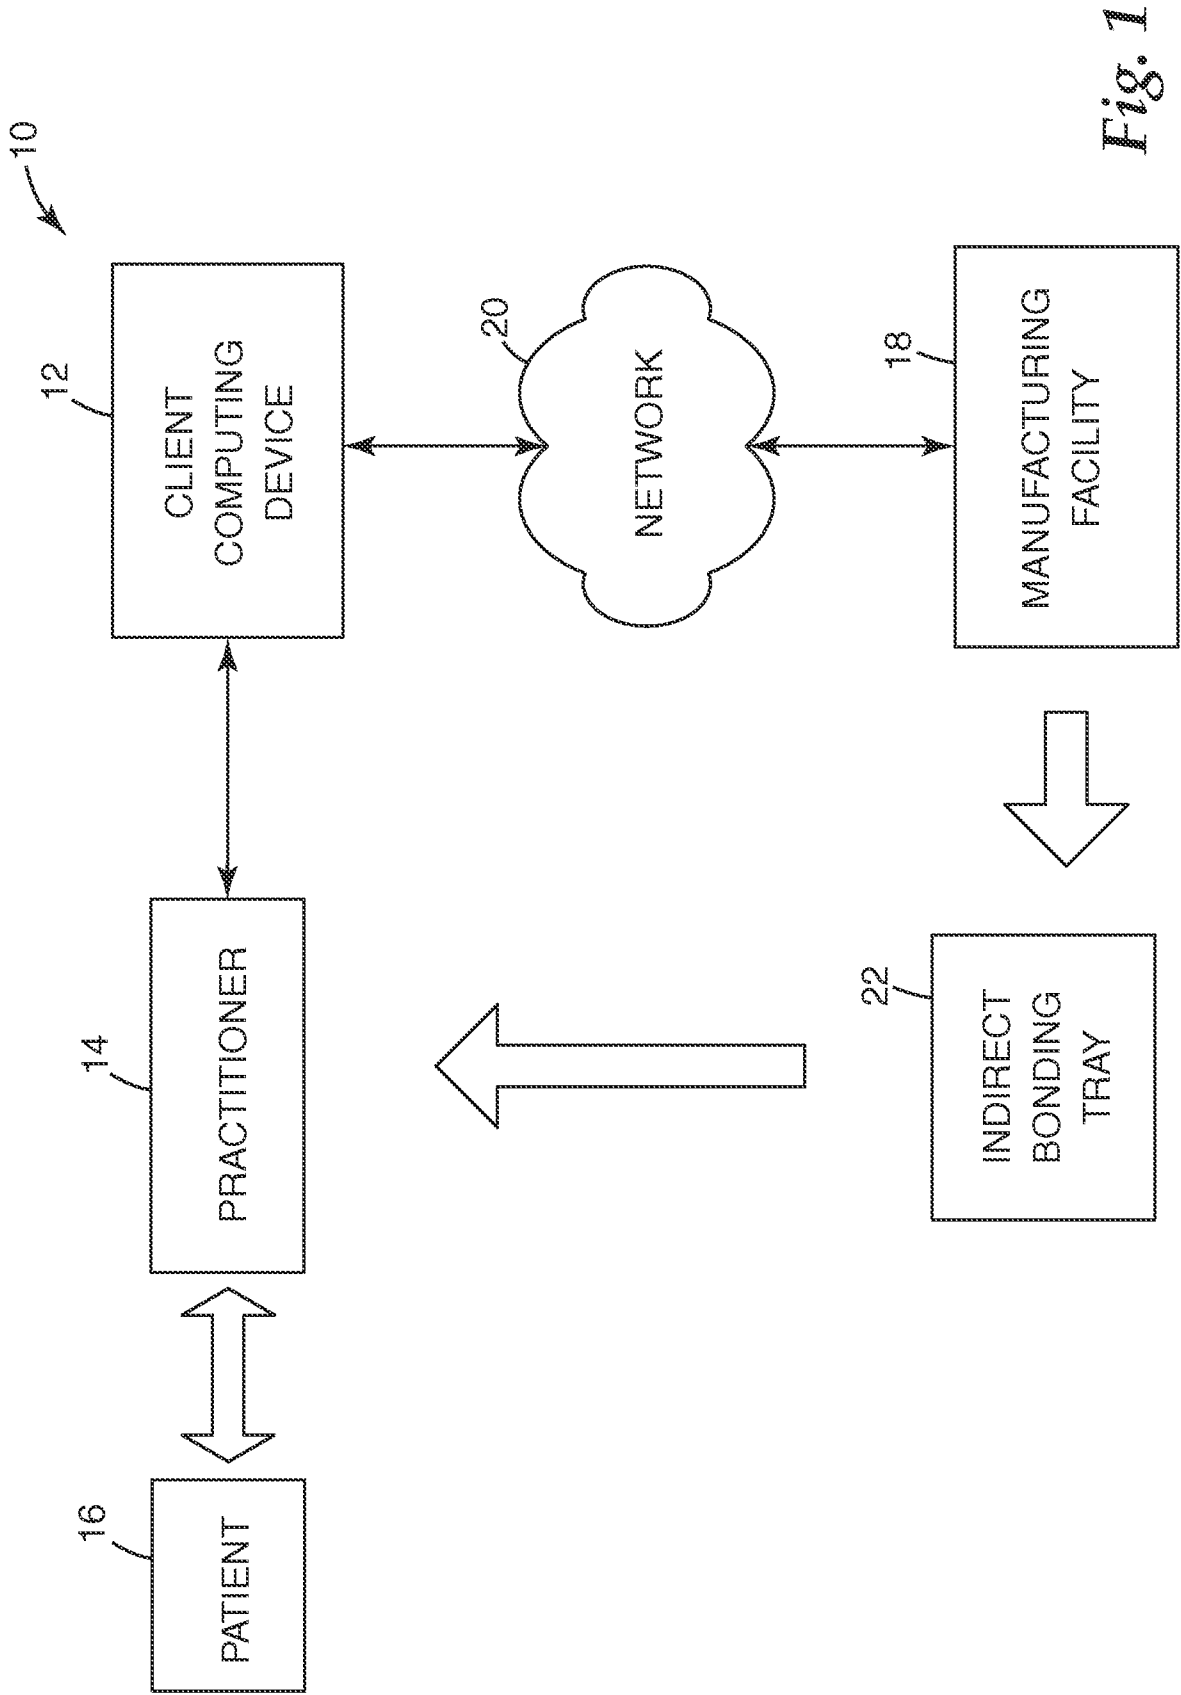 10
16
PATIENT
14
PRACTITIONER
12
CLIENT
COMPUTING
DEVICE
20
NETWORK
22
INDIRECT
BONDING
TRAY
18
MANUFACTURING
FACILITY
Fig. 1